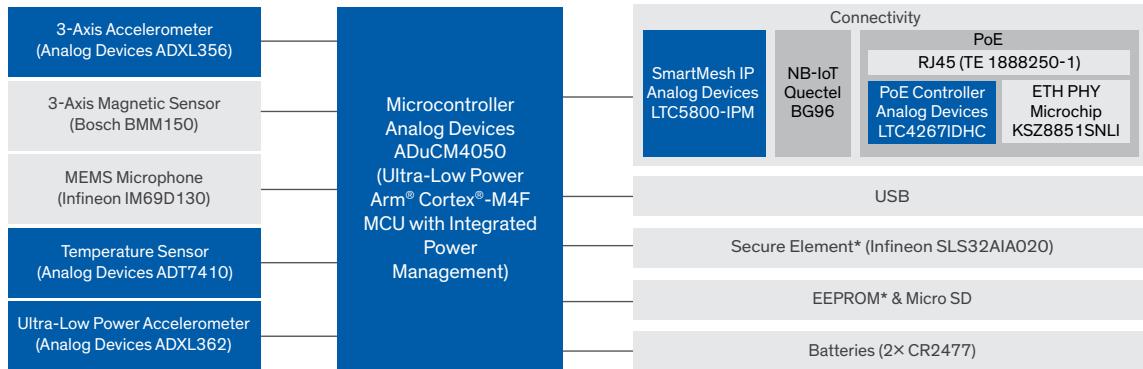 3-Axis Accelerometer
(Analog Devices ADXL356)
3-Axis Magnetic Sensor
(Bosch BMM150)
MEMS Microphone
(Infineon IM69D130)
Temperature Sensor
(Analog Devices ADT7410)
Ultra-Low Power Accelerometer
(Analog Devices ADXL362)
Microcontroller
Analog Devices
ADuCM4050
(Ultra-Low Power
Arm® Cortex®-M4F
MCU with Integrated
Power
Management)
Connectivity
SmartMesh IP
Analog Devices
LTC5800-IPM
NB-IoT
Quectel
BG96
PoE
RJ45 (TE 1888250-1)
PoE Controller
Analog Devices
LTC4267IDHC
ETH PHY
Microchip
KSZ8851SNLI
USB
Secure Element* (Infineon SLS32AIA020)
EEPROM* & Micro SD
Batteries (2× CR2477)